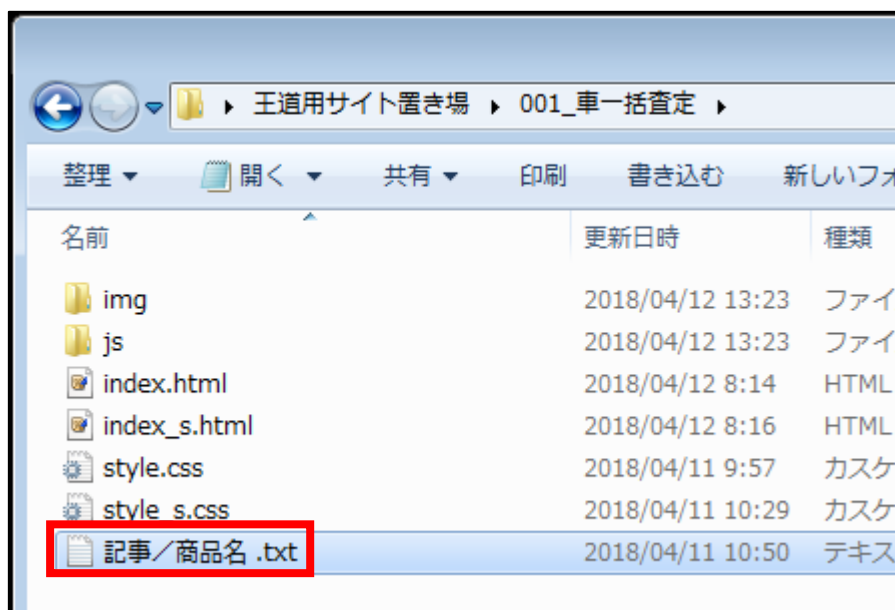 王道用サイト置き場 001_車一括査定
整理 開く 共有 印刷 書き込む 新しいフォ
名前 更新日時 種類
img 2018/04/12 13:23 ファイ
js 2018/04/12 13:23 ファイ
index.html 2018/04/12 8:14 HTML
index_s.html 2018/04/12 8:16 HTML
style.css 2018/04/11 9:57 カスケ
style_s.css 2018/04/11 10:29 カスケ
記事／商品名 .txt 2018/04/11 10:50 テキス